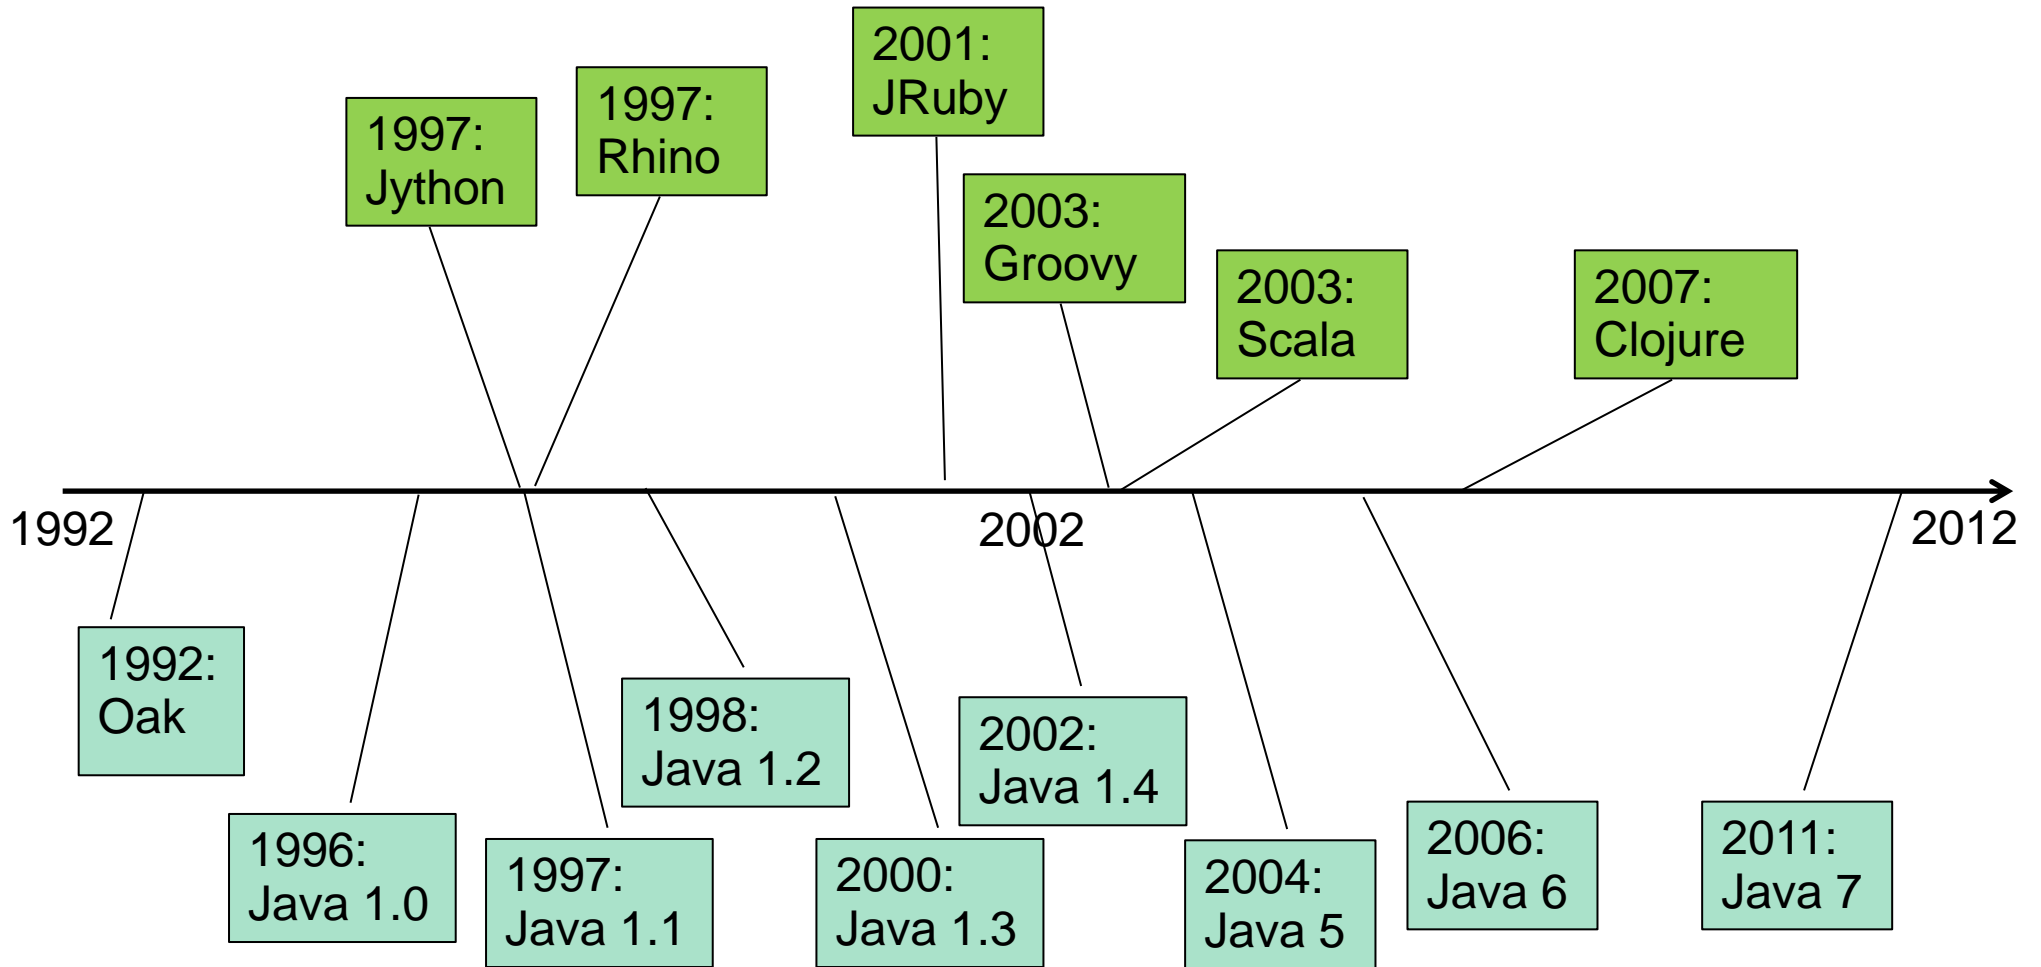 2001:
JRuby
1997:
Rhino
1997:
Jython
2003:
Groovy
2003:
Scala
2007:
Clojure
1992
2002
2012
1992:
Oak
1998:
Java 1.2
2002:
Java 1.4
1996:
Java 1.0
1997:
Java 1.1
2000:
Java 1.3
2004:
Java 5
2006:
Java 6
2011:
Java 7